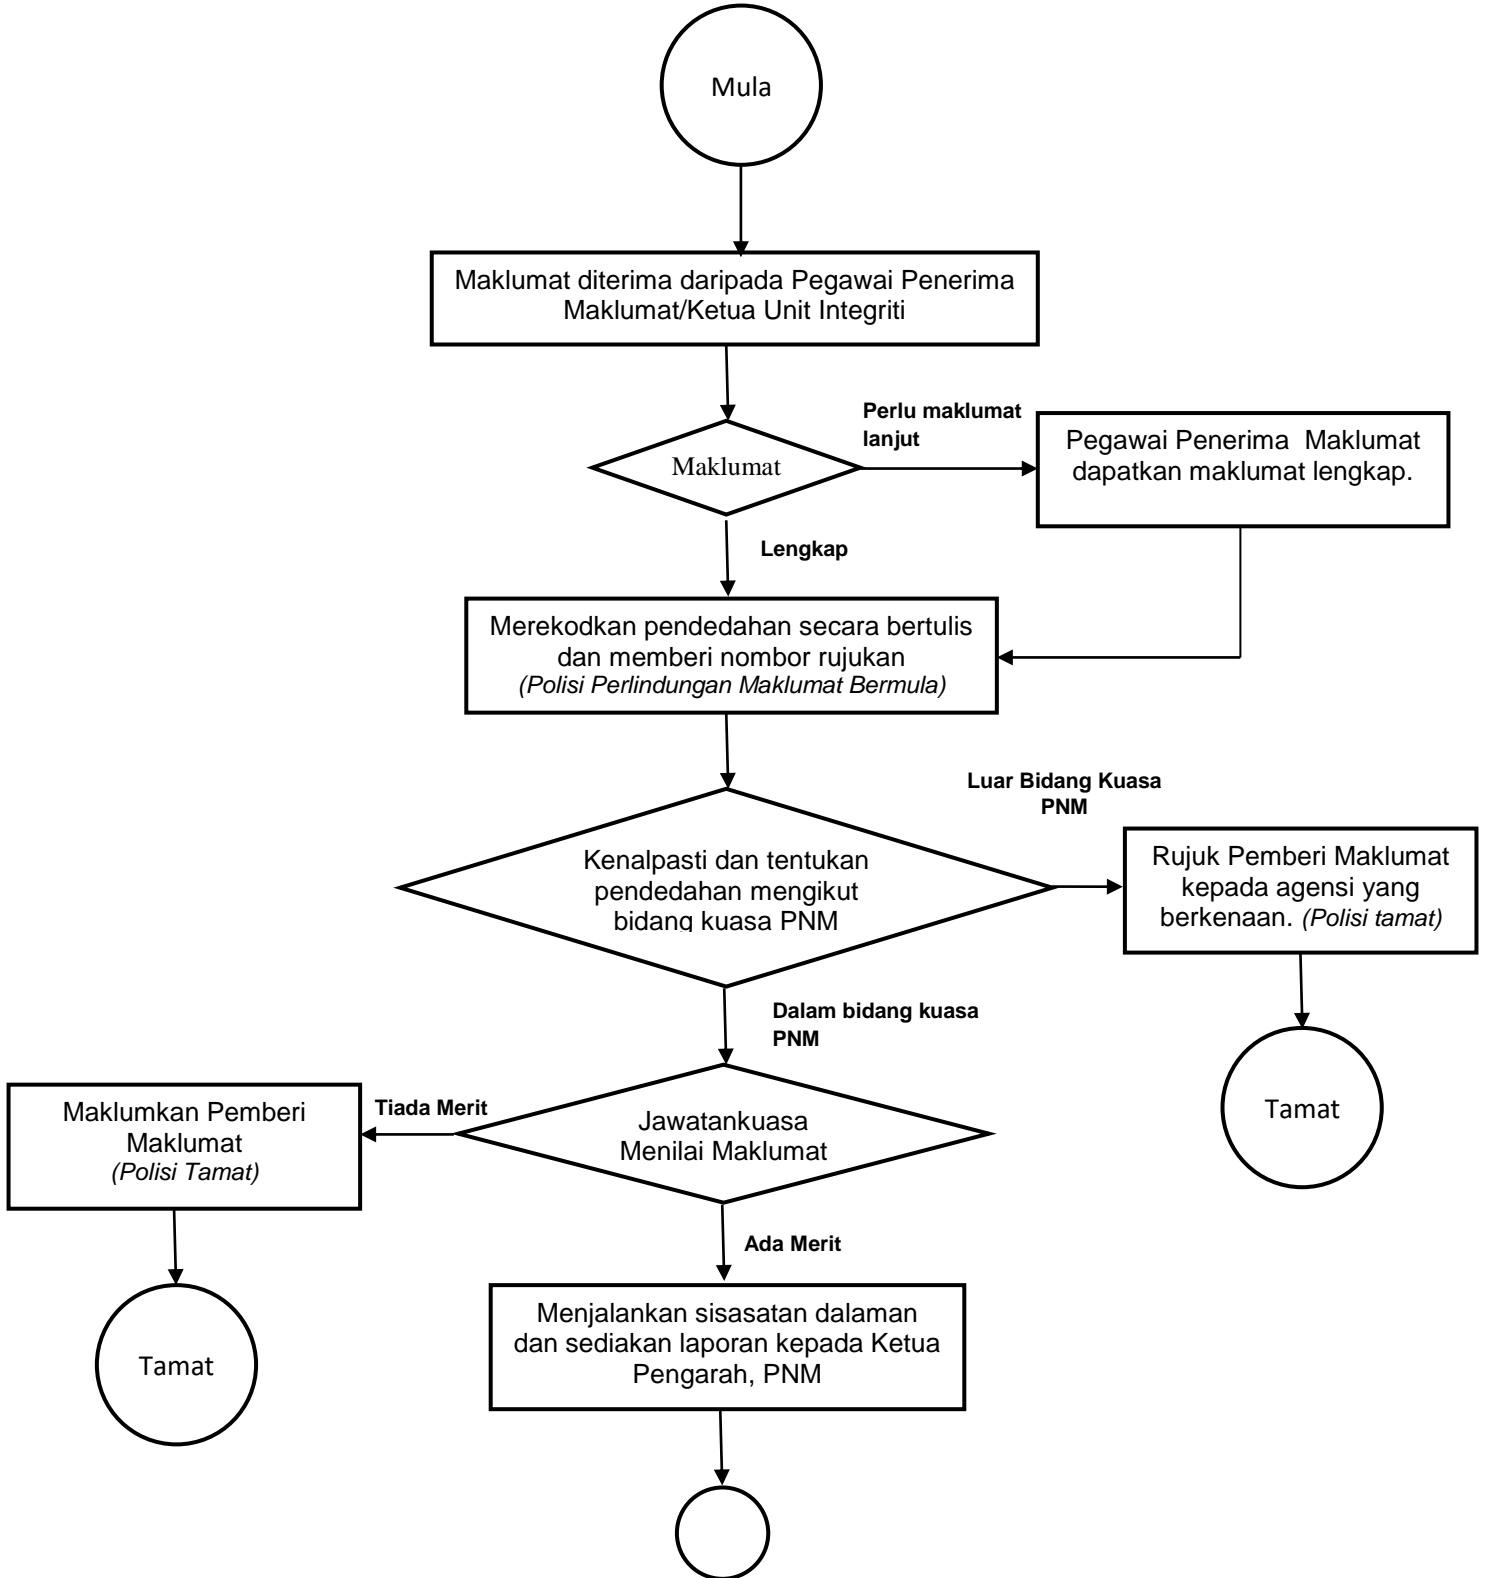 Mula
Maklumat diterima daripada Pegawai Penerima
Maklumat/Ketua Unit Integriti
Perlu maklumat
lanjut
Maklumat
Pegawai Penerima Maklumat
dapatkan maklumat lengkap.
Lengkap
Merekodkan pendedahan secara bertulis
dan memberi nombor rujukan
(Polisi Perlindungan Maklumat Bermula)
Luar Bidang Kuasa
PNM
Kenalpasti dan tentukan
pendedahan mengikut
bidang kuasa PNM
Rujuk Pemberi Maklumat
kepada agensi yang
berkenaan. (Polisi tamat)
Dalam bidang kuasa
PNM
Tamat
Jawatankuasa
Menilai Maklumat
Tiada Merit
Maklumkan Pemberi
Maklumat
(Polisi Tamat)
Ada Merit
Tamat
Menjalankan sisasatan dalaman
dan sediakan laporan kepada Ketua
Pengarah, PNM